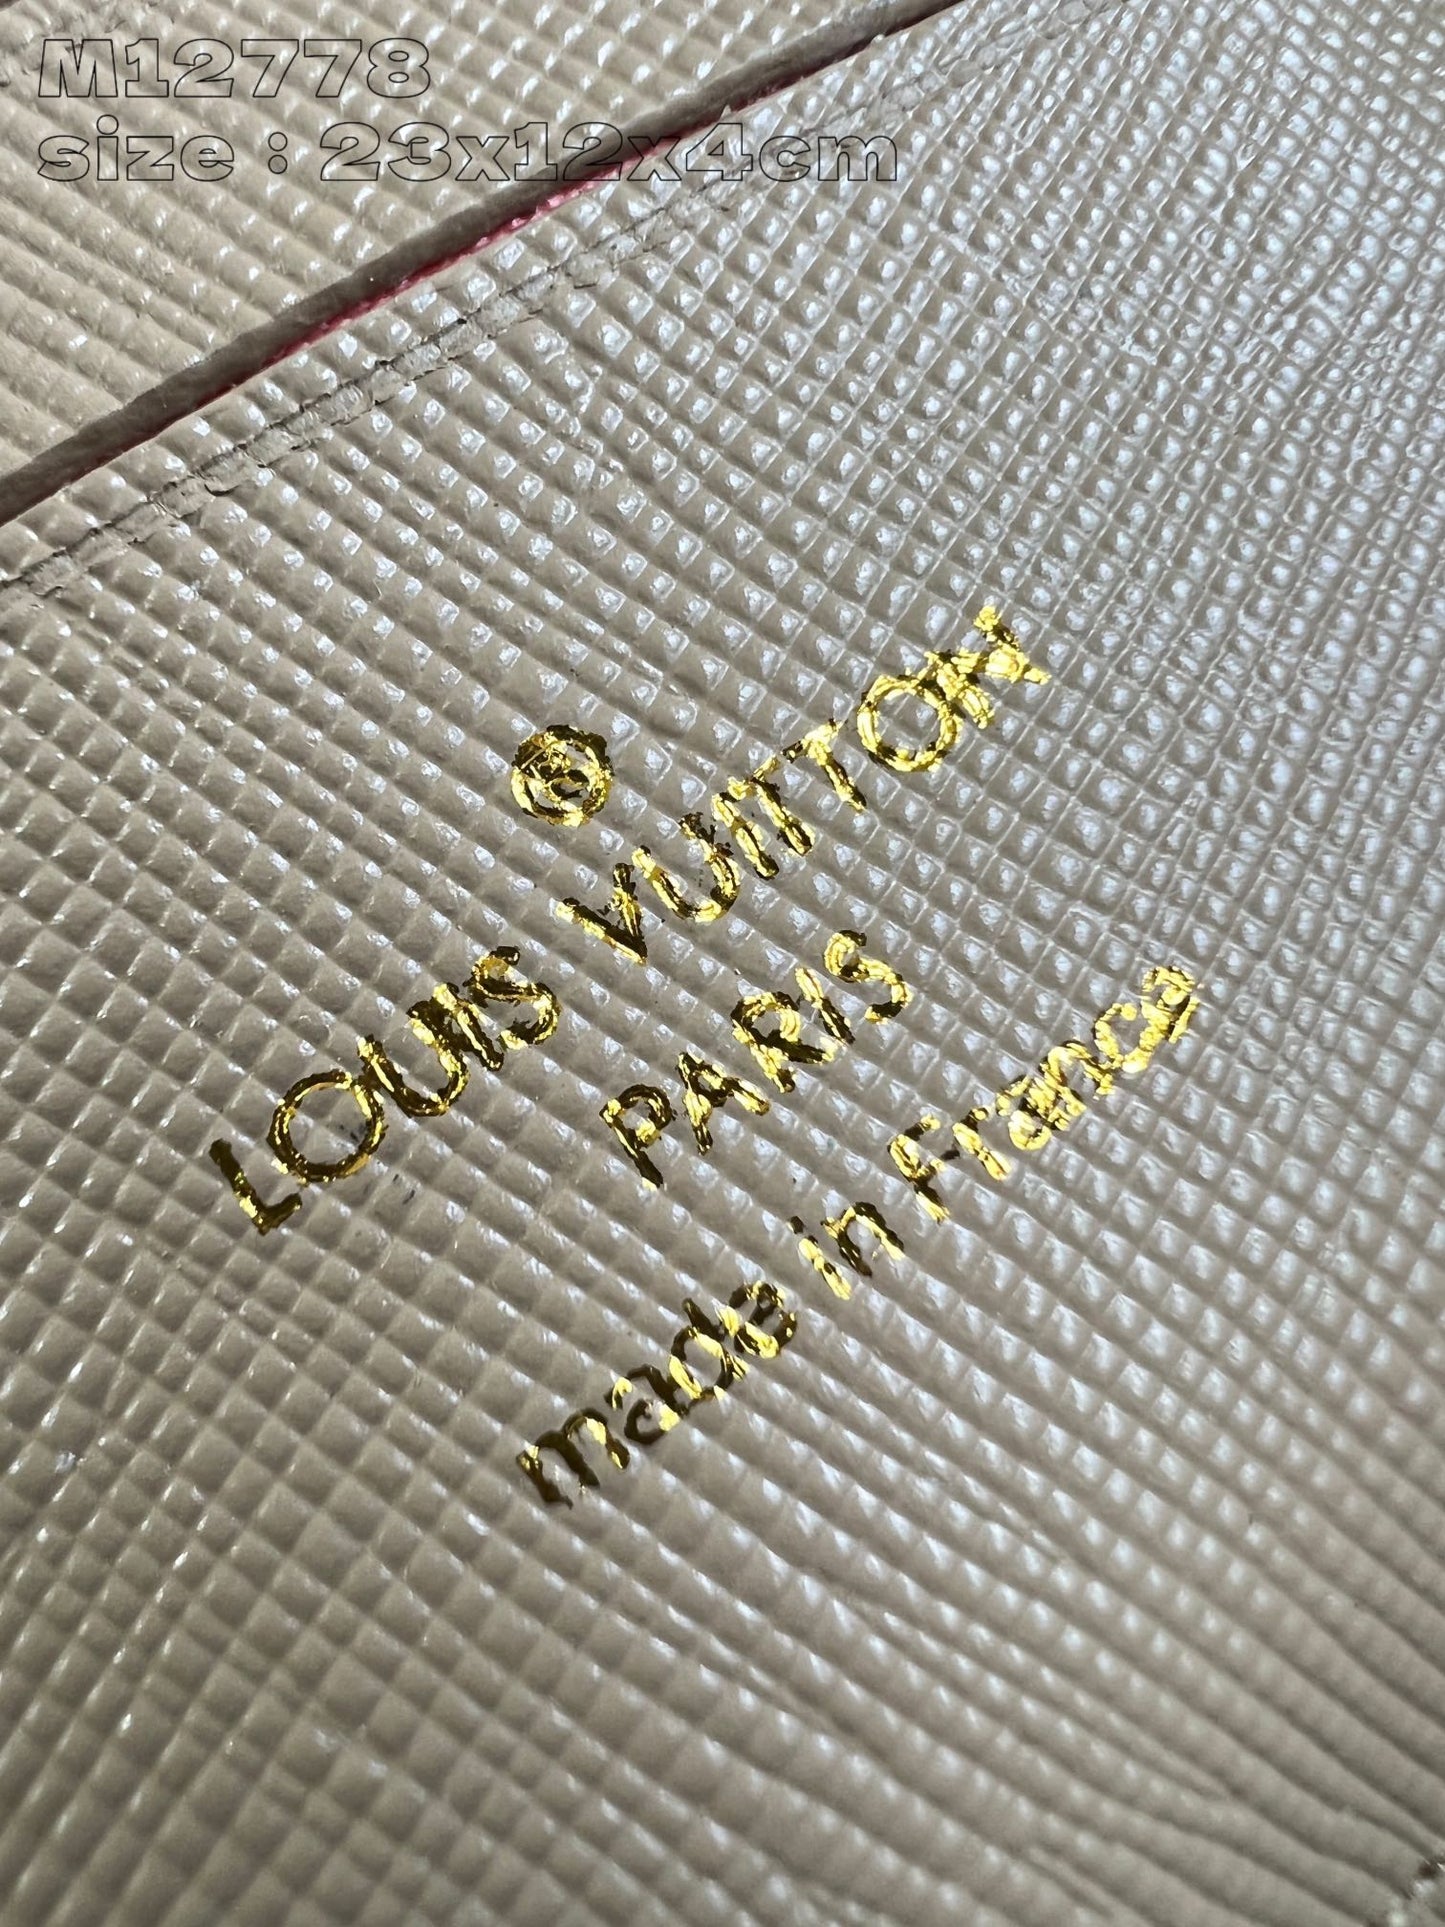 M12778
size : 23x12x4cm
®
LOUIS VUITTON
PARIS
made in France